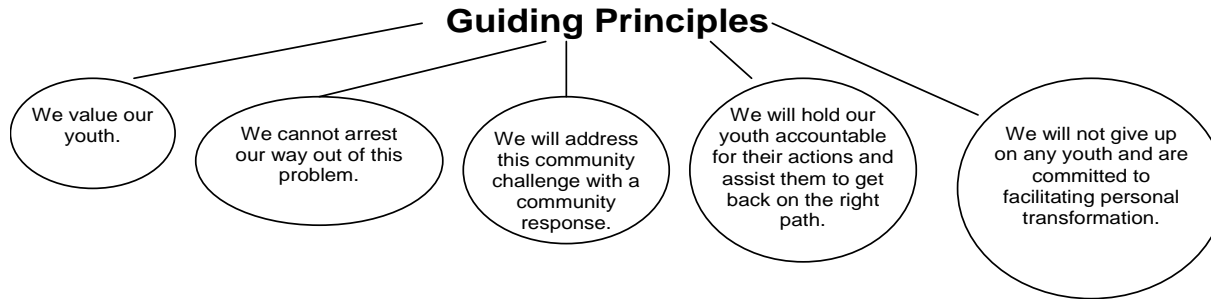 Guiding Principles
We value our
youth.
We cannot arrest
our way out of this
problem.
We will address
this community
challenge with a
community
response.
We will hold our
youth accountable
for their actions and
assist them to get
back on the right
path.
We will not give up
on any youth and are
committed to
facilitating personal
transformation.